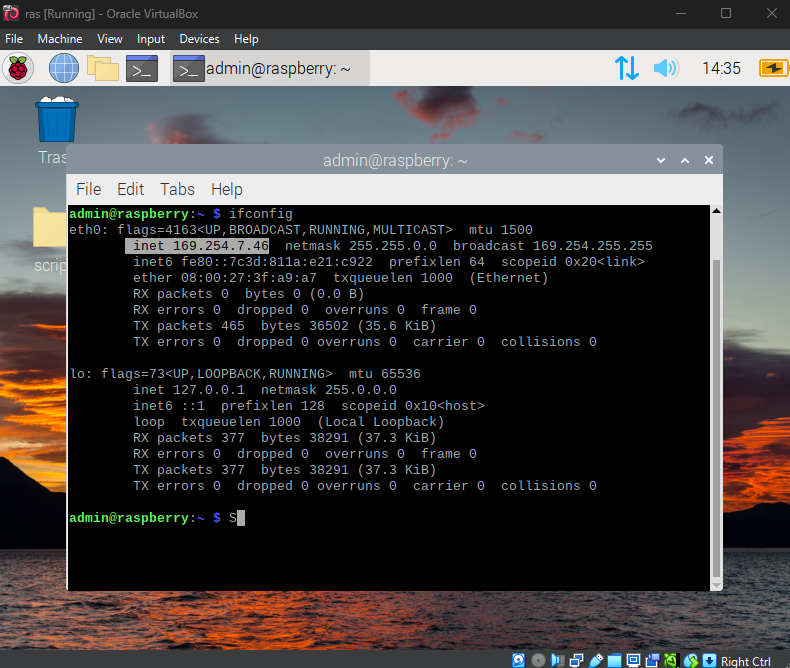 ras [Running] - Oracle VirtualBox
File Machine View Input Devices Help
admin@raspberry: ~ 14:35
Tras
admin@raspberry: ~
File Edit Tabs Help
admin@raspberry:~ $ ifconfig
eth0: flags=4163<UP,BROADCAST,RUNNING,MULTICAST>  mtu 1500
        inet 169.254.7.46  netmask 255.255.0.0  broadcast 169.254.255.255
        inet6 fe80::7c3d:811a:e21:c922  prefixlen 64  scopeid 0x20<link>
        ether 08:00:27:3f:a9:a7  txqueuelen 1000  (Ethernet)
        RX packets 0  bytes 0 (0.0 B)
        RX errors 0  dropped 0  overruns 0  frame 0
        TX packets 465  bytes 36502 (35.6 KiB)
        TX errors 0  dropped 0 overruns 0  carrier 0  collisions 0
lo: flags=73<UP,LOOPBACK,RUNNING>  mtu 65536
        inet 127.0.0.1  netmask 255.0.0.0
        inet6 ::1  prefixlen 128  scopeid 0x10<host>
        loop  txqueuelen 1000  (Local Loopback)
        RX packets 377  bytes 38291 (37.3 KiB)
        RX errors 0  dropped 0  overruns 0  frame 0
        TX packets 377  bytes 38291 (37.3 KiB)
        TX errors 0  dropped 0 overruns 0  carrier 0  collisions 0
scrip
admin@raspberry:~ $ S
Right Ctrl